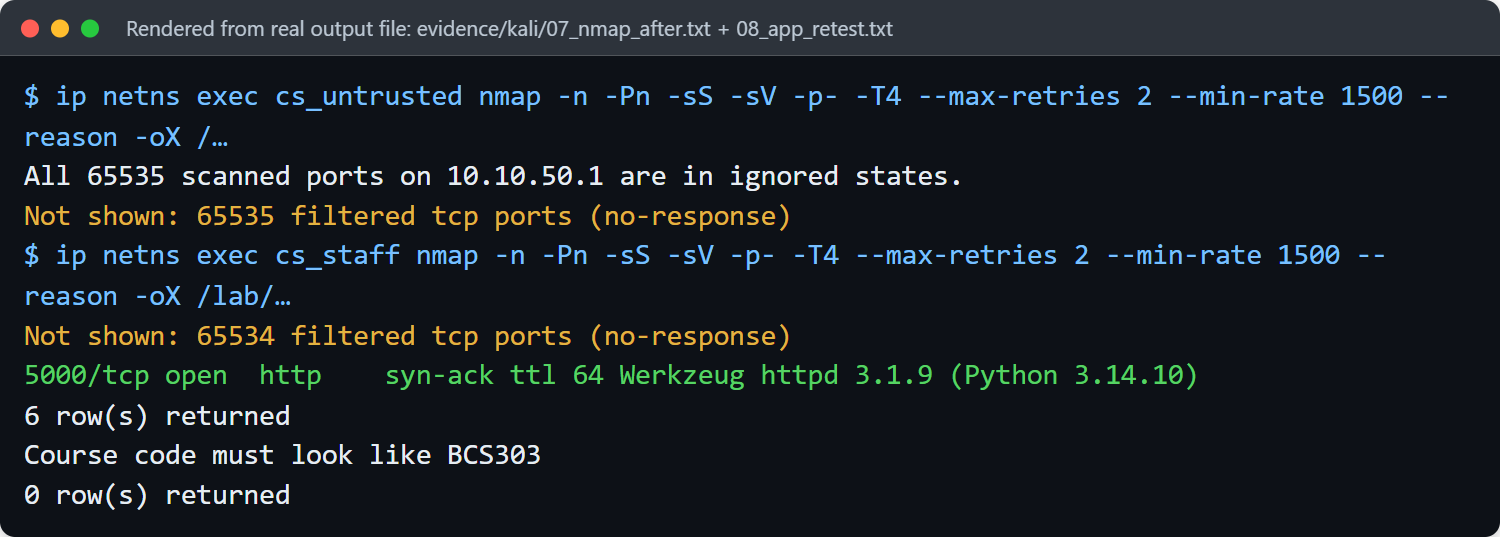 Rendered from real output file: evidence/kali/07_nmap_after.txt + 08_app_retest.txt
$ ip netns exec cs_untrusted nmap -n -Pn -sS -sV -p- -T4 --max-retries 2 --min-rate 1500 --
reason -oX /…
All 65535 scanned ports on 10.10.50.1 are in ignored states.
Not shown: 65535 filtered tcp ports (no-response)
$ ip netns exec cs_staff nmap -n -Pn -sS -sV -p- -T4 --max-retries 2 --min-rate 1500 --
reason -oX /lab/…
Not shown: 65534 filtered tcp ports (no-response)
5000/tcp open  http    syn-ack ttl 64 Werkzeug httpd 3.1.9 (Python 3.14.10)
6 row(s) returned
Course code must look like BCS303
0 row(s) returned